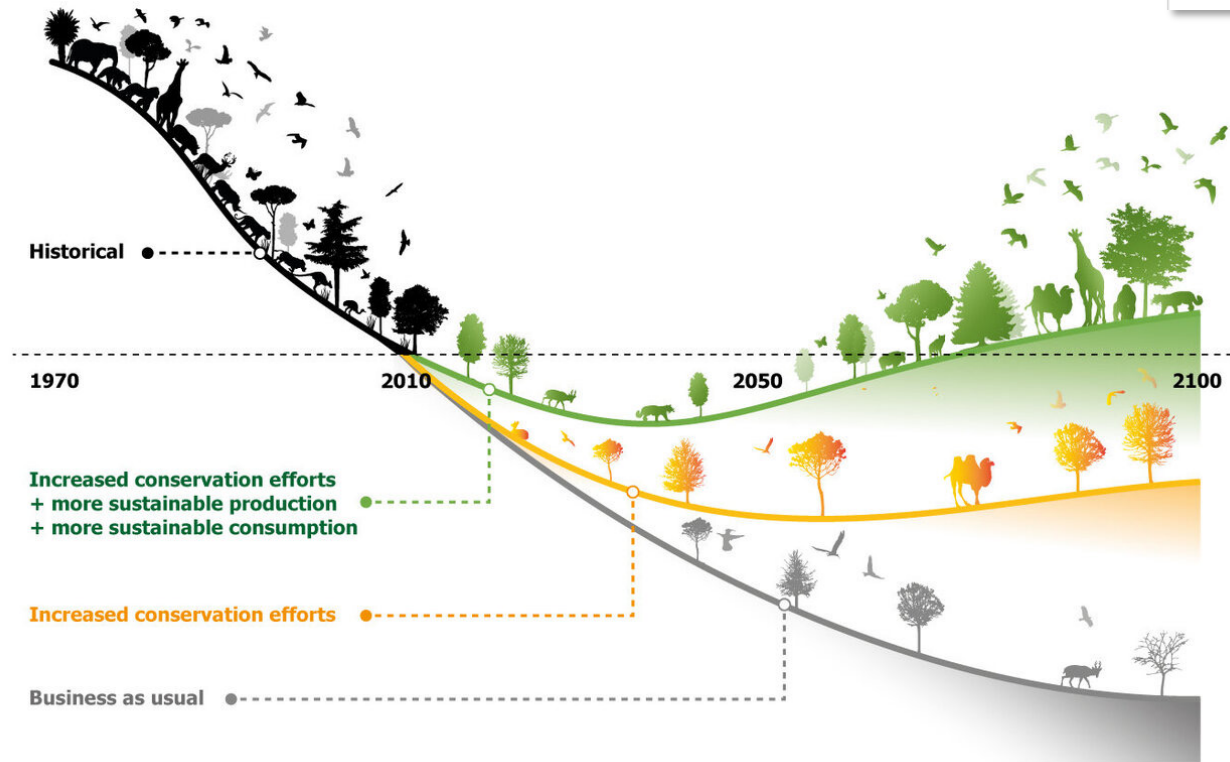 Historical
1970
2010
2050
2100
Increased conservation efforts
+ more sustainable production
+ more sustainable consumption
Increased conservation efforts
Business as usual